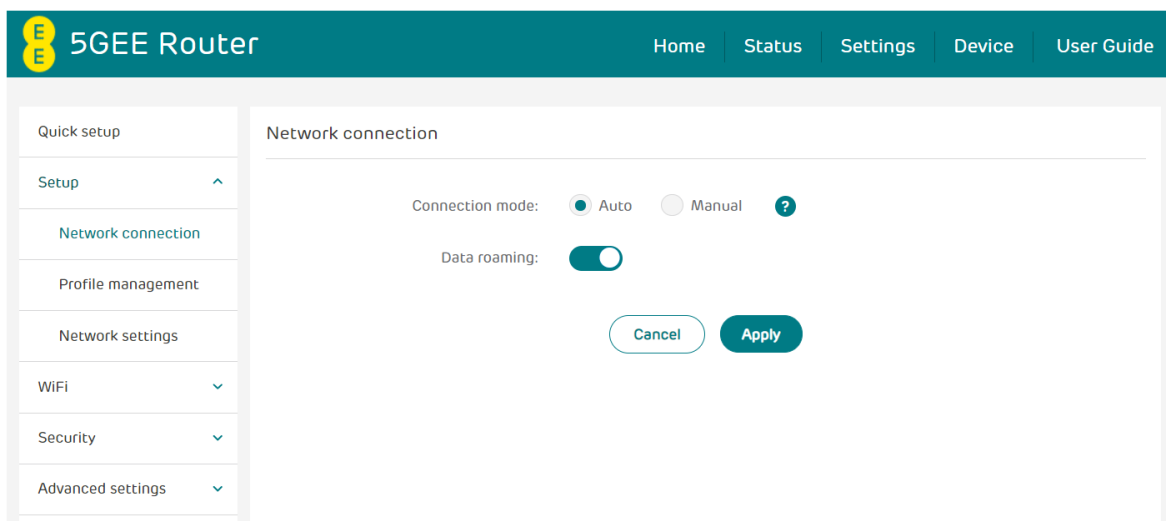 E
E
5GEE Router
Home
Status
Settings
Device
User Guide
Quick setup
Setup
Network connection
Profile management
Network settings
WiFi
Security
Advanced settings
Network connection
Connection mode: Auto Manual ?
Data roaming:
Cancel Apply